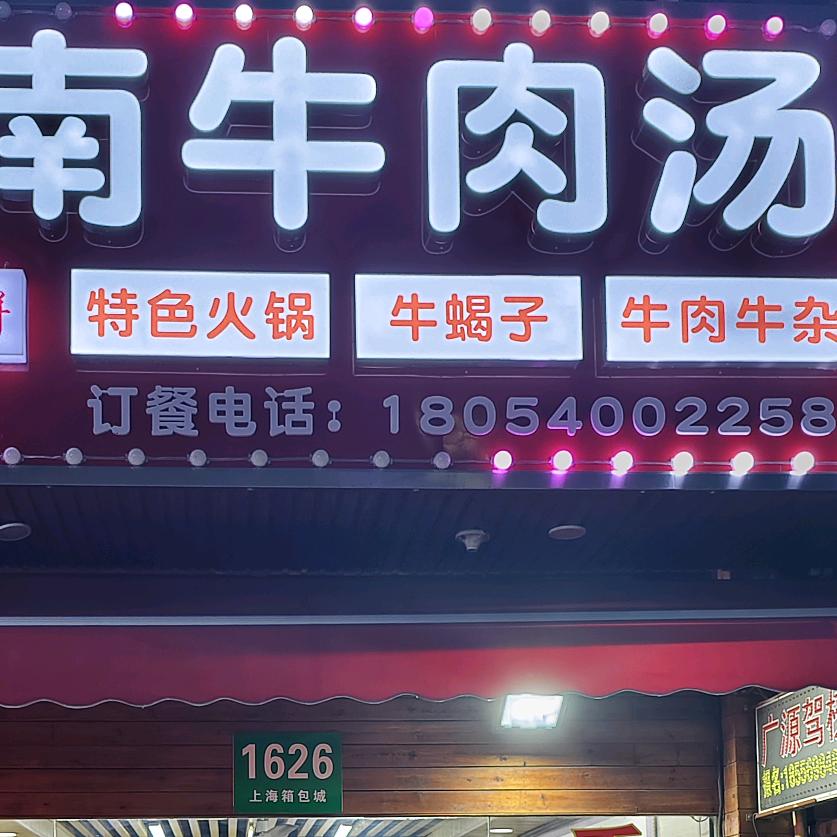 南牛肉汤
特色火锅
牛蝎子
牛肉牛杂
订餐电话：18054002258
1626
上海箱包城
广源驾校